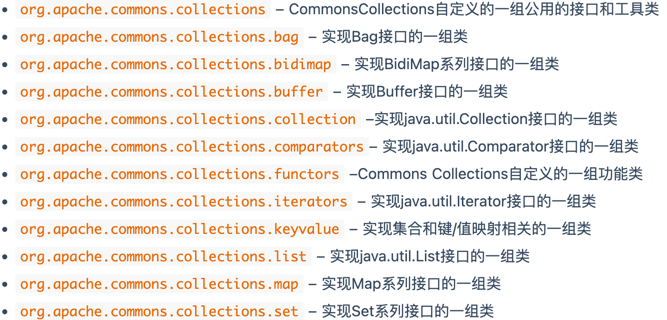 • org.apache.commons.collections – CommonsCollections自定义的一组公用的接口和工具类
• org.apache.commons.collections.bag – 实现Bag接口的一组类
• org.apache.commons.collections.bidimap – 实现BidiMap系列接口的一组类
• org.apache.commons.collections.buffer – 实现Buffer接口的一组类
• org.apache.commons.collections.collection –实现java.util.Collection接口的一组类
• org.apache.commons.collections.comparators – 实现java.util.Comparator接口的一组类
• org.apache.commons.collections.functors –Commons Collections自定义的一组功能类
• org.apache.commons.collections.iterators – 实现java.util.Iterator接口的一组类
• org.apache.commons.collections.keyvalue – 实现集合和键/值映射相关的一组类
• org.apache.commons.collections.list – 实现java.util.List接口的一组类
• org.apache.commons.collections.map – 实现Map系列接口的一组类
• org.apache.commons.collections.set – 实现Set系列接口的一组类